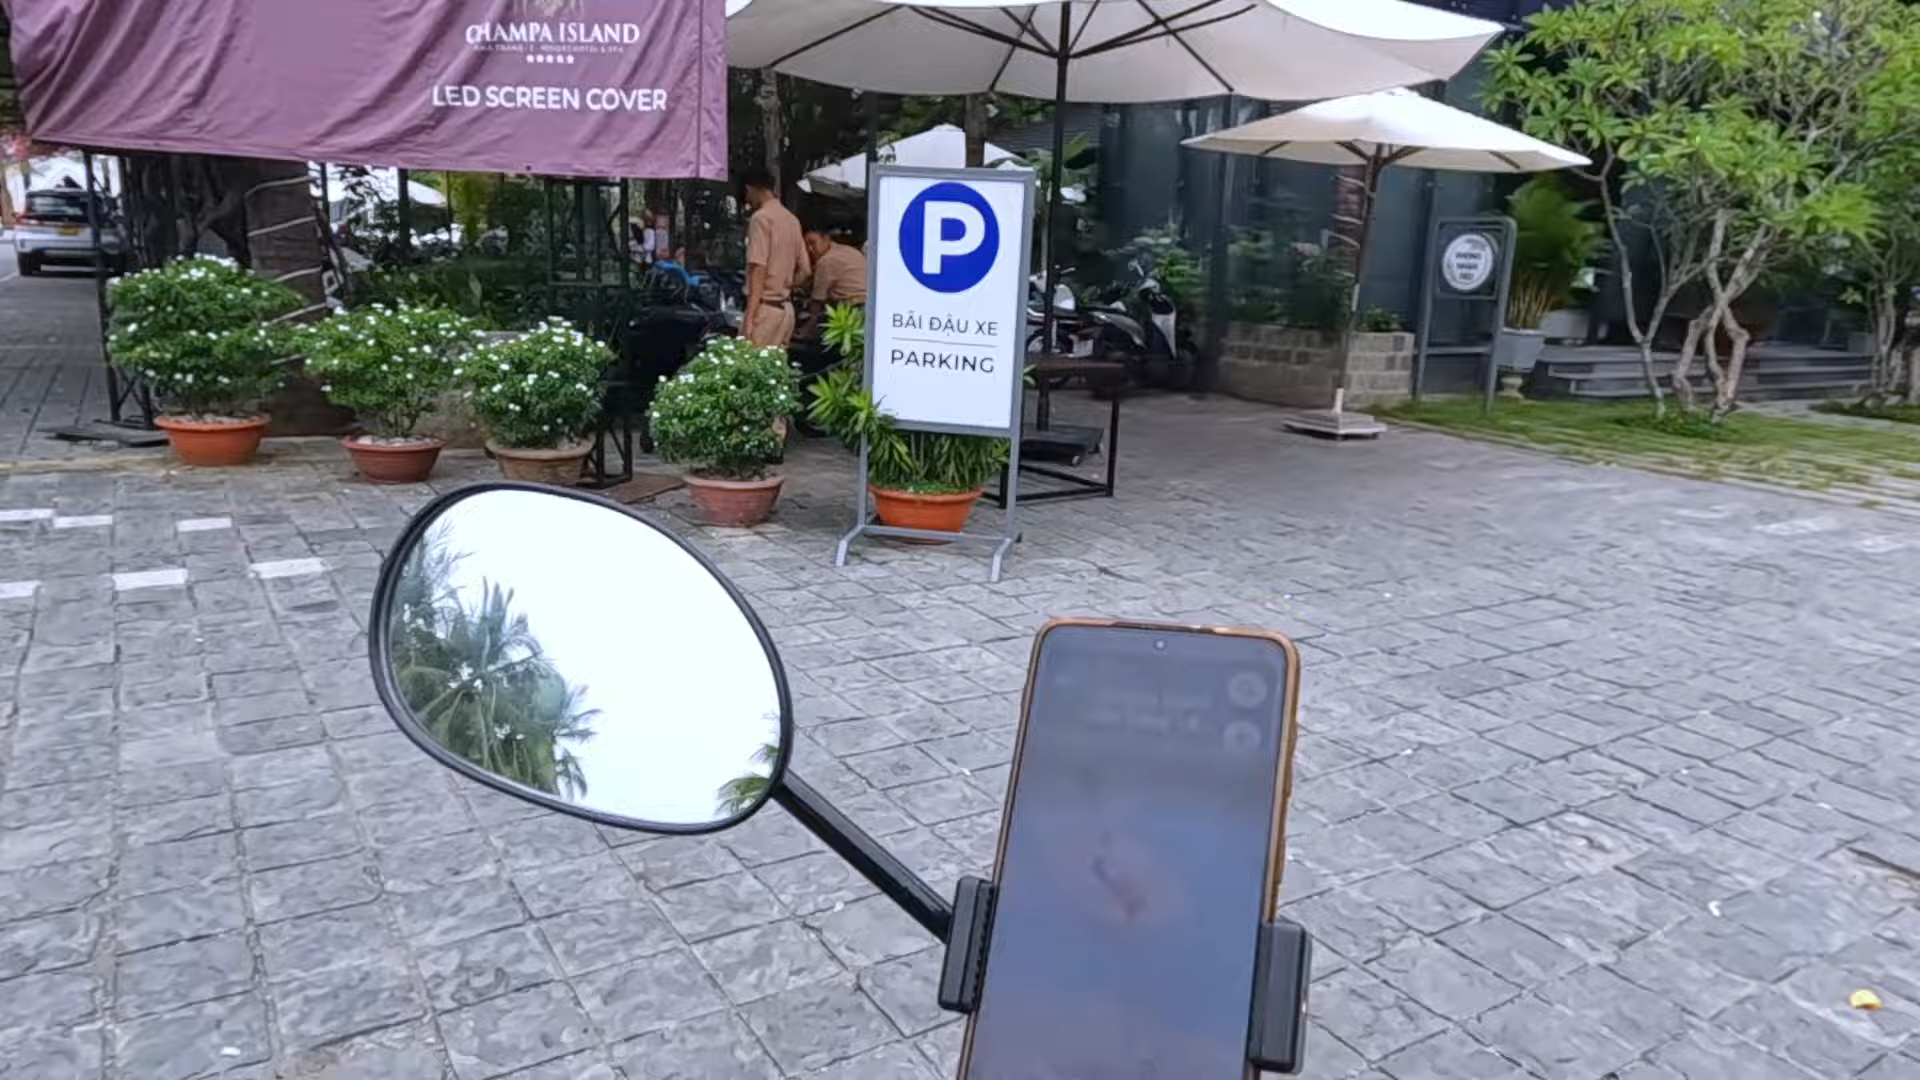 CHAMPA ISLAND
LED SCREEN COVER
P
BÃI ĐẬU XE
PARKING